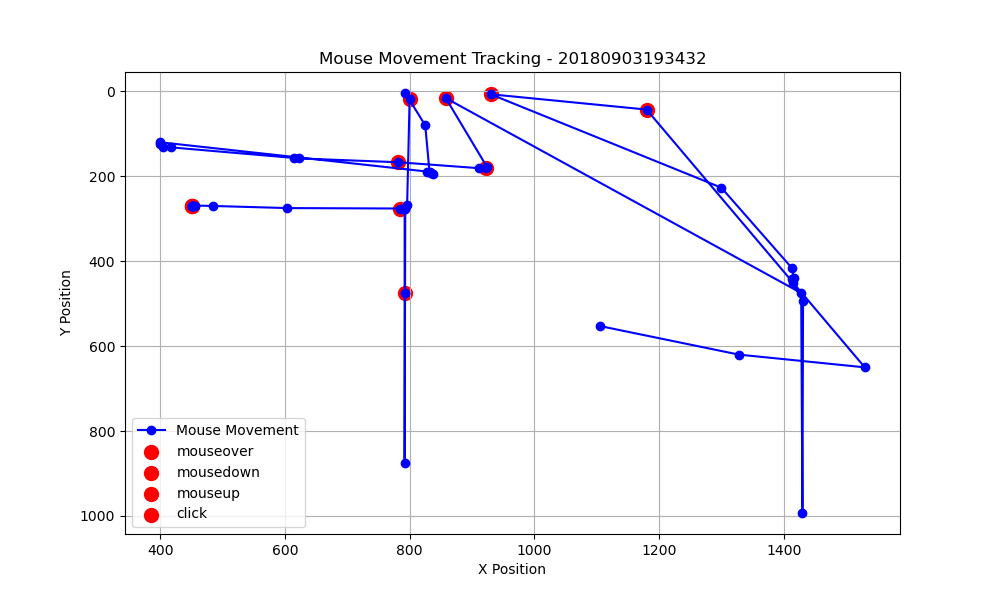 Mouse Movement Tracking - 20180903193432
0
200
400
600
800
1000
Y Position
Mouse Movement
mouseover
mousedown
mouseup
click
400 600 800 1000 1200 1400
X Position